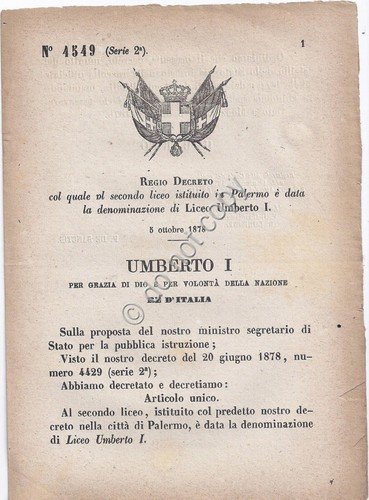 Nº 4549 (Serie 2ª).
1
REGIO DECRETO
col quale al secondo liceo istituito in Palermo è data
la denominazione di Liceo Umberto I.
5 ottobre 1878
UMBERTO I
PER GRAZIA DI DIO E PER VOLONTÀ DELLA NAZIONE
RE D'ITALIA
Sulla proposta del nostro ministro segretario di
Stato per la pubblica istruzione;
Visto il nostro decreto del 20 giugno 1878, nu-
mero 4429 (serie 2ª);
Abbiamo decretato e decretiamo:
Articolo unico.
Al secondo liceo, istituito col predetto nostro de-
creto nella città di Palermo, è data la denominazione
di Liceo Umberto I.
do not copy